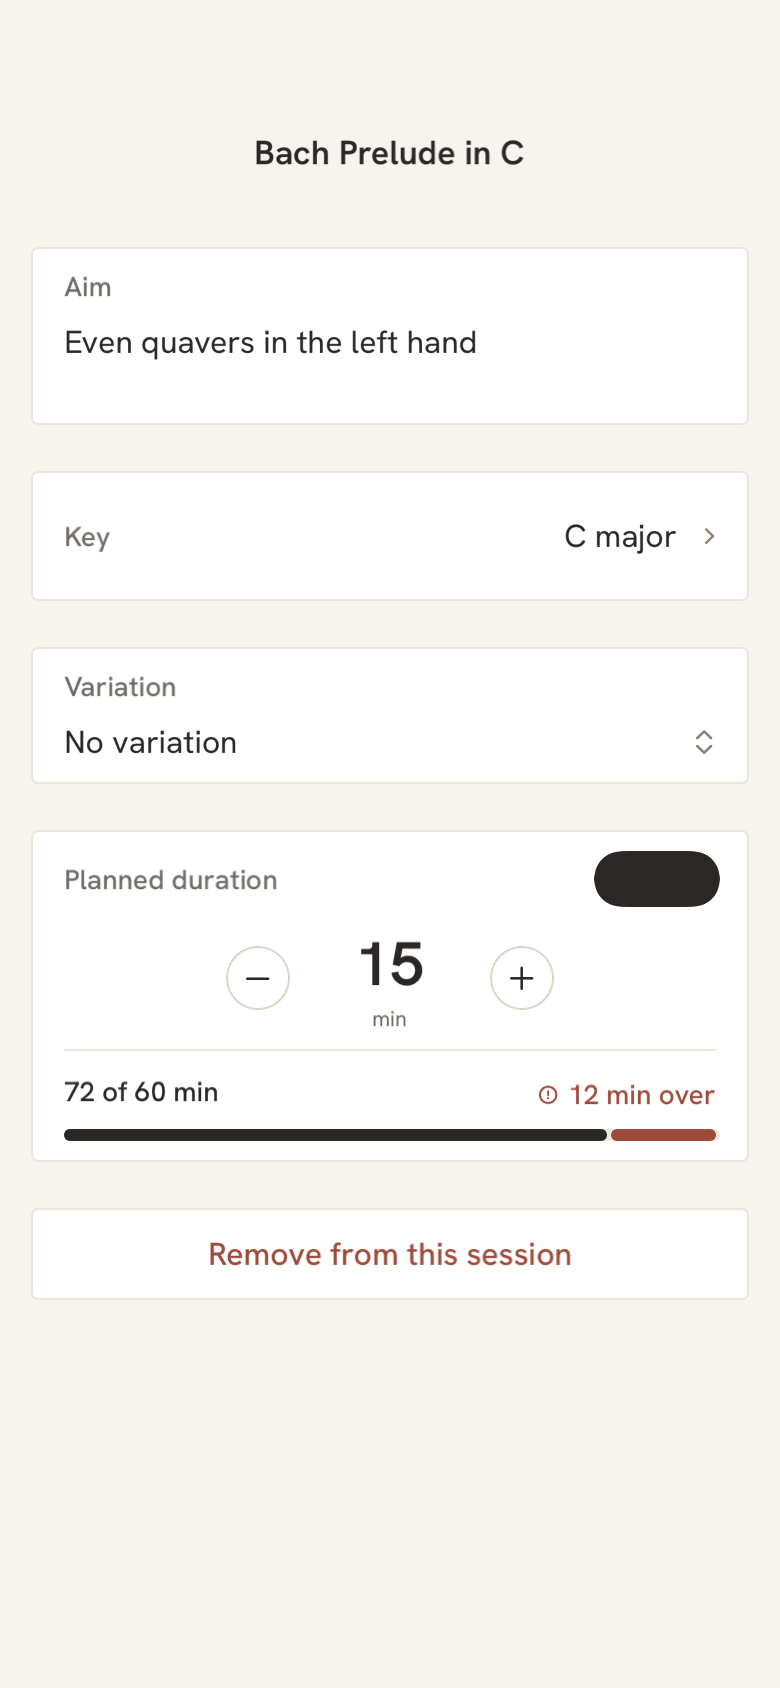 Bach Prelude in C
Aim
Even quavers in the left hand
Key
C major
Variation
No variation
Planned duration
15
min
72 of 60 min
12 min over
Remove from this session